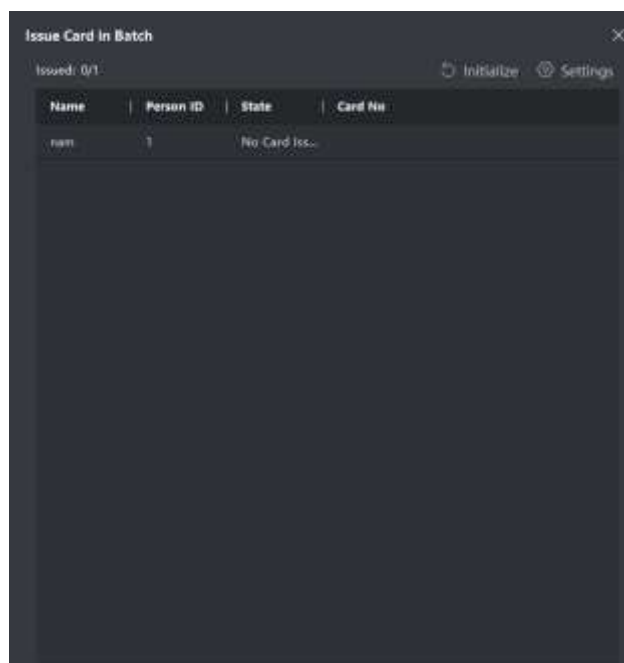 Issue Card in Batch
Issued: 0/1 Initialize Settings
Name Person ID State Card No
nam 1 No Card Iss...